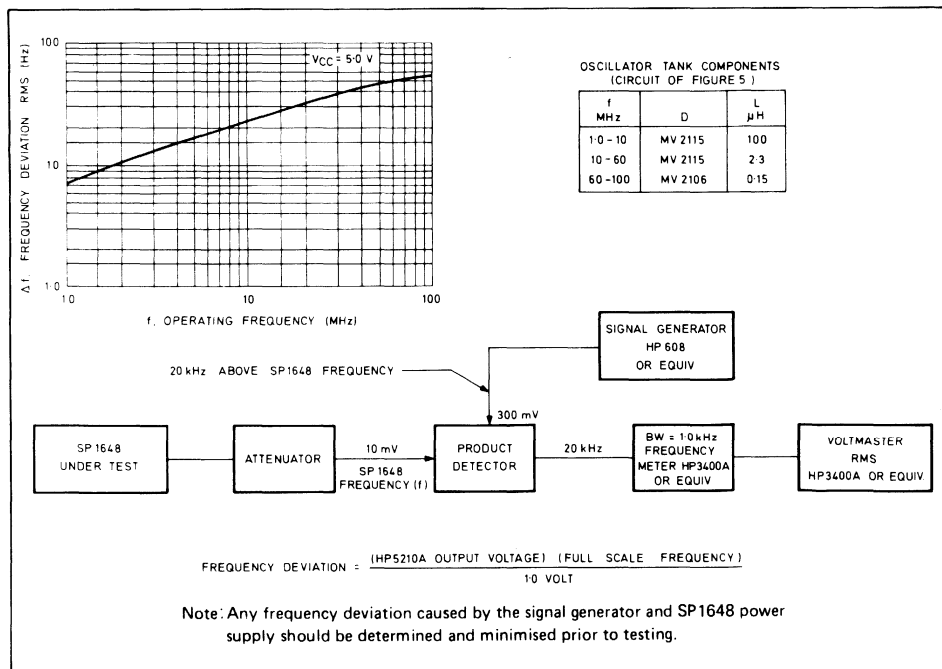 100
VCC = 5·0 V
Δf. FREQUENCY DEVIATION RMS (Hz)
10
1·0
1·0
10
100
f. OPERATING FREQUENCY (MHz)
OSCILLATOR TANK COMPONENTS
(CIRCUIT OF FIGURE 5 )
f
MHz
D
L
μH
1·0-10
MV 2115
100
10-60
MV 2115
2·3
60-100
MV 2106
0·15
SIGNAL GENERATOR
HP 608
OR EQUIV
20 kHz ABOVE SP1648 FREQUENCY
300 mV
SP 1648
UNDER TEST
ATTENUATOR
10 mV
SP 1648
FREQUENCY (f)
PRODUCT
DETECTOR
20 kHz
BW = 1·0 kHz
FREQUENCY
METER HP3400A
OR EQUIV
VOLTMASTER
RMS
HP3400A OR EQUIV.
FREQUENCY DEVIATION = (HP5210A OUTPUT VOLTAGE) (FULL SCALE FREQUENCY)
1·0 VOLT
Note: Any frequency deviation caused by the signal generator and SP1648 power
supply should be determined and minimised prior to testing.